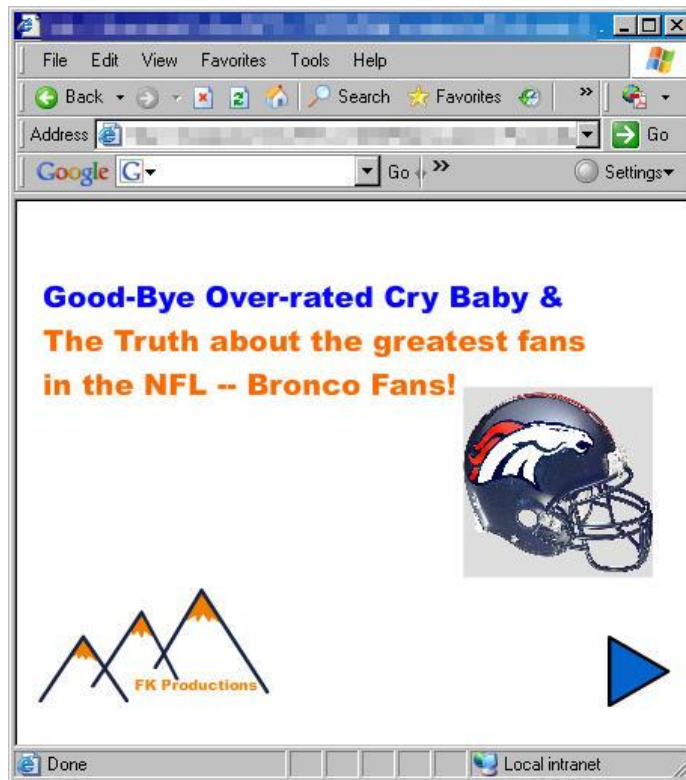 File Edit View Favorites Tools Help
Back Search Favorites »
Address Go
Google G Go » Settings
Good-Bye Over-rated Cry Baby &
The Truth about the greatest fans
in the NFL -- Bronco Fans!
FK Productions
Done Local intranet